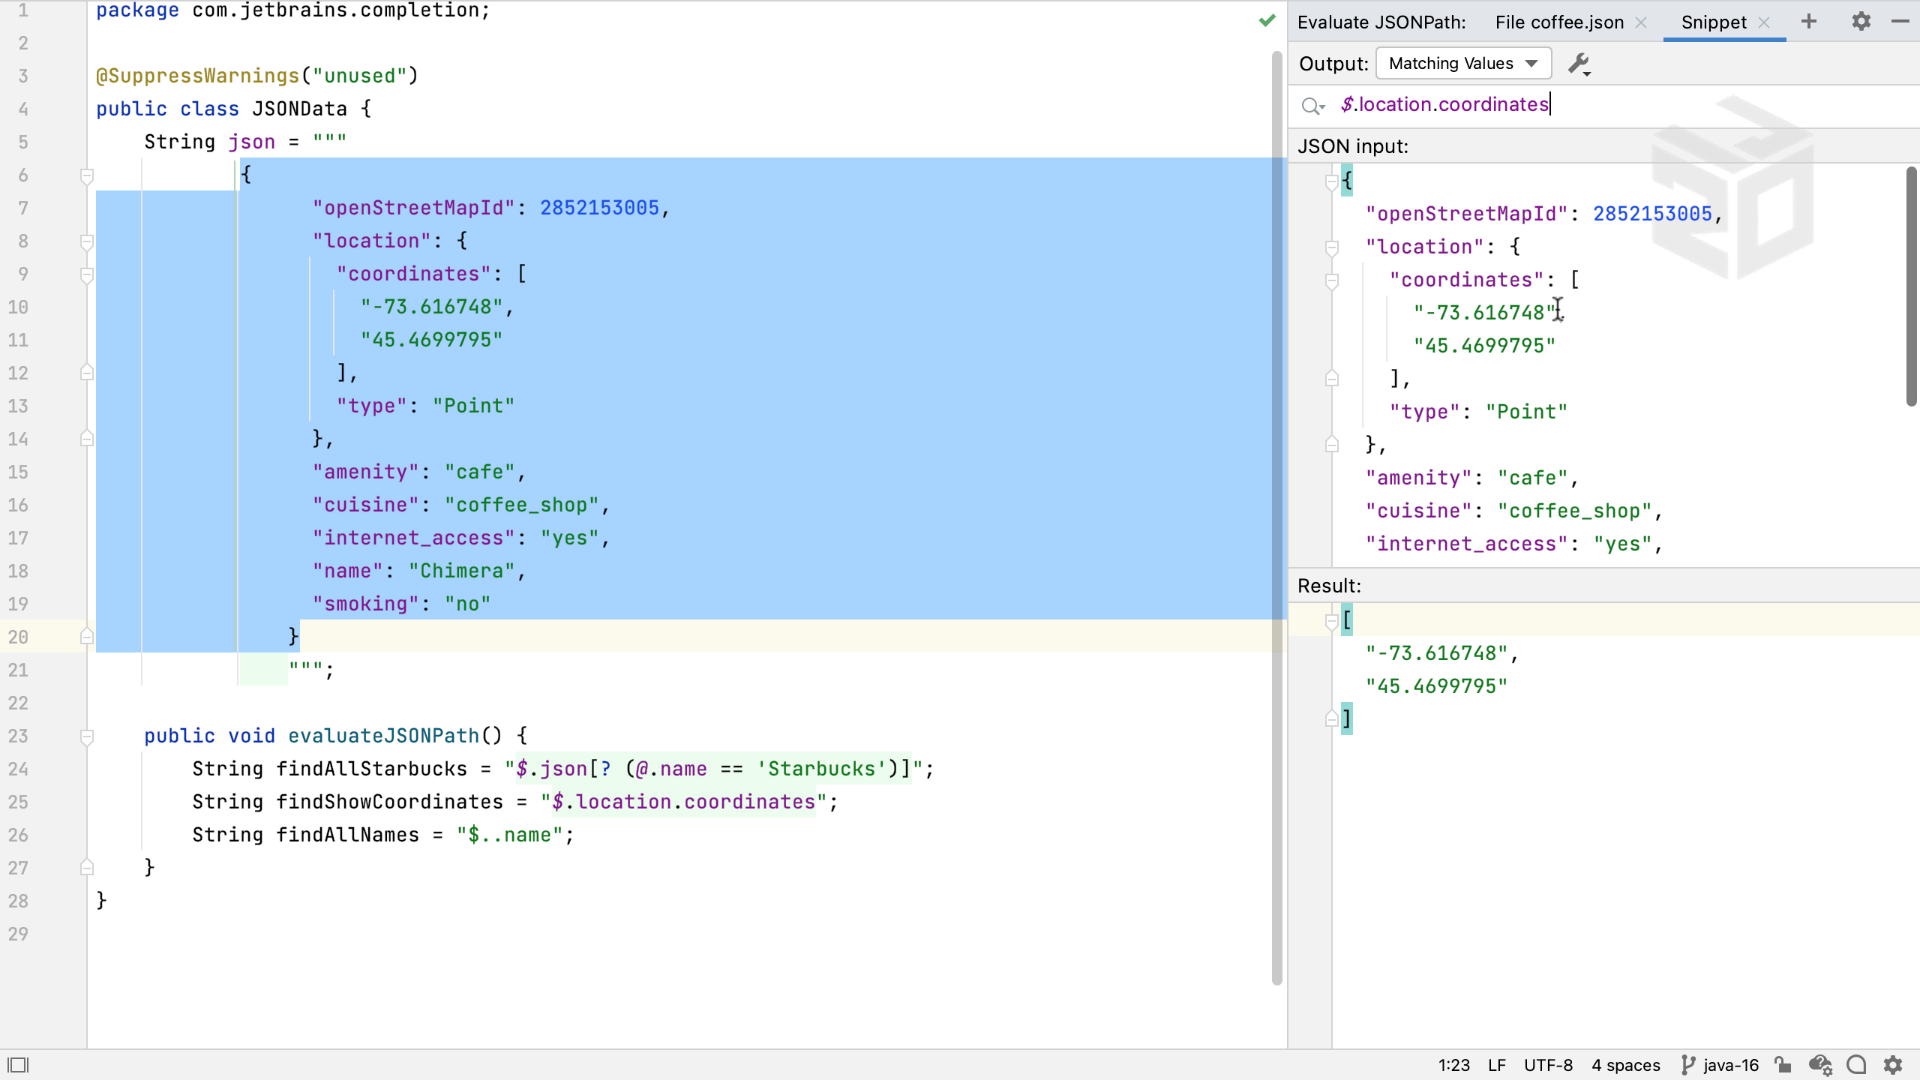 1 package com.jetbrains.completion;
2
3 @SuppressWarnings("unused")
4 public class JSONData {
5 String json = """
6 {
7 "openStreetMapId": 2852153005,
8 "location": {
9 "coordinates": [
10 "-73.616748",
11 "45.4699795"
12 ],
13 "type": "Point"
14 },
15 "amenity": "cafe",
16 "cuisine": "coffee_shop",
17 "internet_access": "yes",
18 "name": "Chimera",
19 "smoking": "no"
20 }
21 """;
22
23 public void evaluateJSONPath() {
24 String findAllStarbucks = "$.json[? (@.name == 'Starbucks')]";
25 String findShowCoordinates = "$.location.coordinates";
26 String findAllNames = "$..name";
27 }
28 }
29
Evaluate JSONPath: File coffee.json Snippet
Output: Matching Values
$.location.coordinates
JSON input:
{
"openStreetMapId": 2852153005,
"location": {
"coordinates": [
"-73.616748",
"45.4699795"
],
"type": "Point"
},
"amenity": "cafe",
"cuisine": "coffee_shop",
"internet_access": "yes",
Result:
[
"-73.616748",
"45.4699795"
]
1:23 LF UTF-8 4 spaces java-16